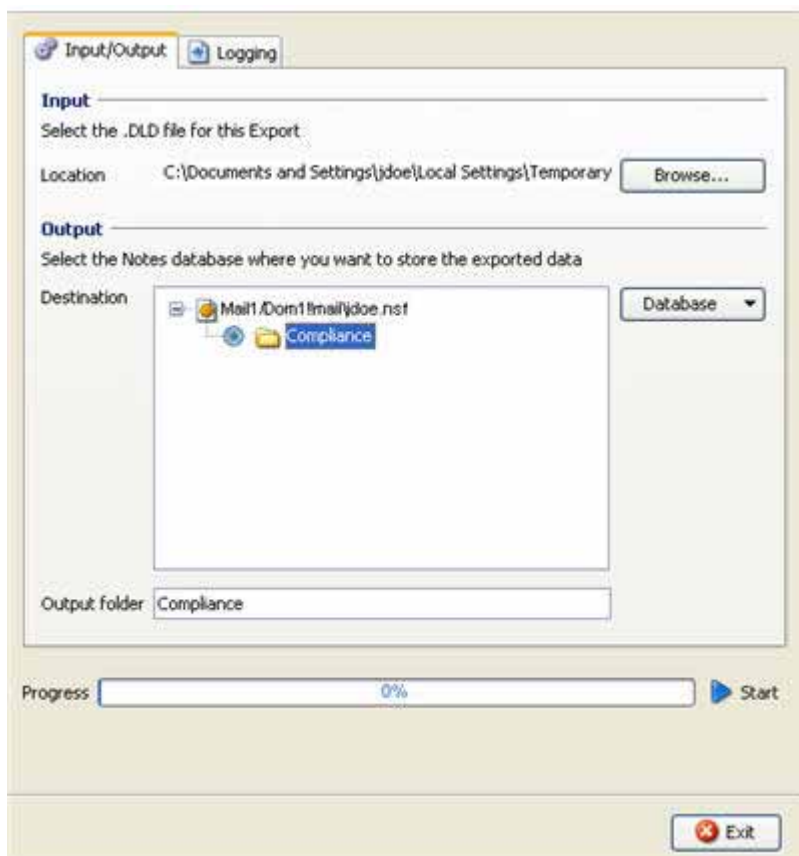 Input/Output Logging
Input
Select the .DLD file for this Export
Location C:\Documents and Settings\jdoe\Local Settings\Temporary Browse...
Output
Select the Notes database where you want to store the exported data
Destination Mail1/Dom1!!mail\jdoe.nsf Database
Compliance
Output folder Compliance
Progress 0% Start
Exit